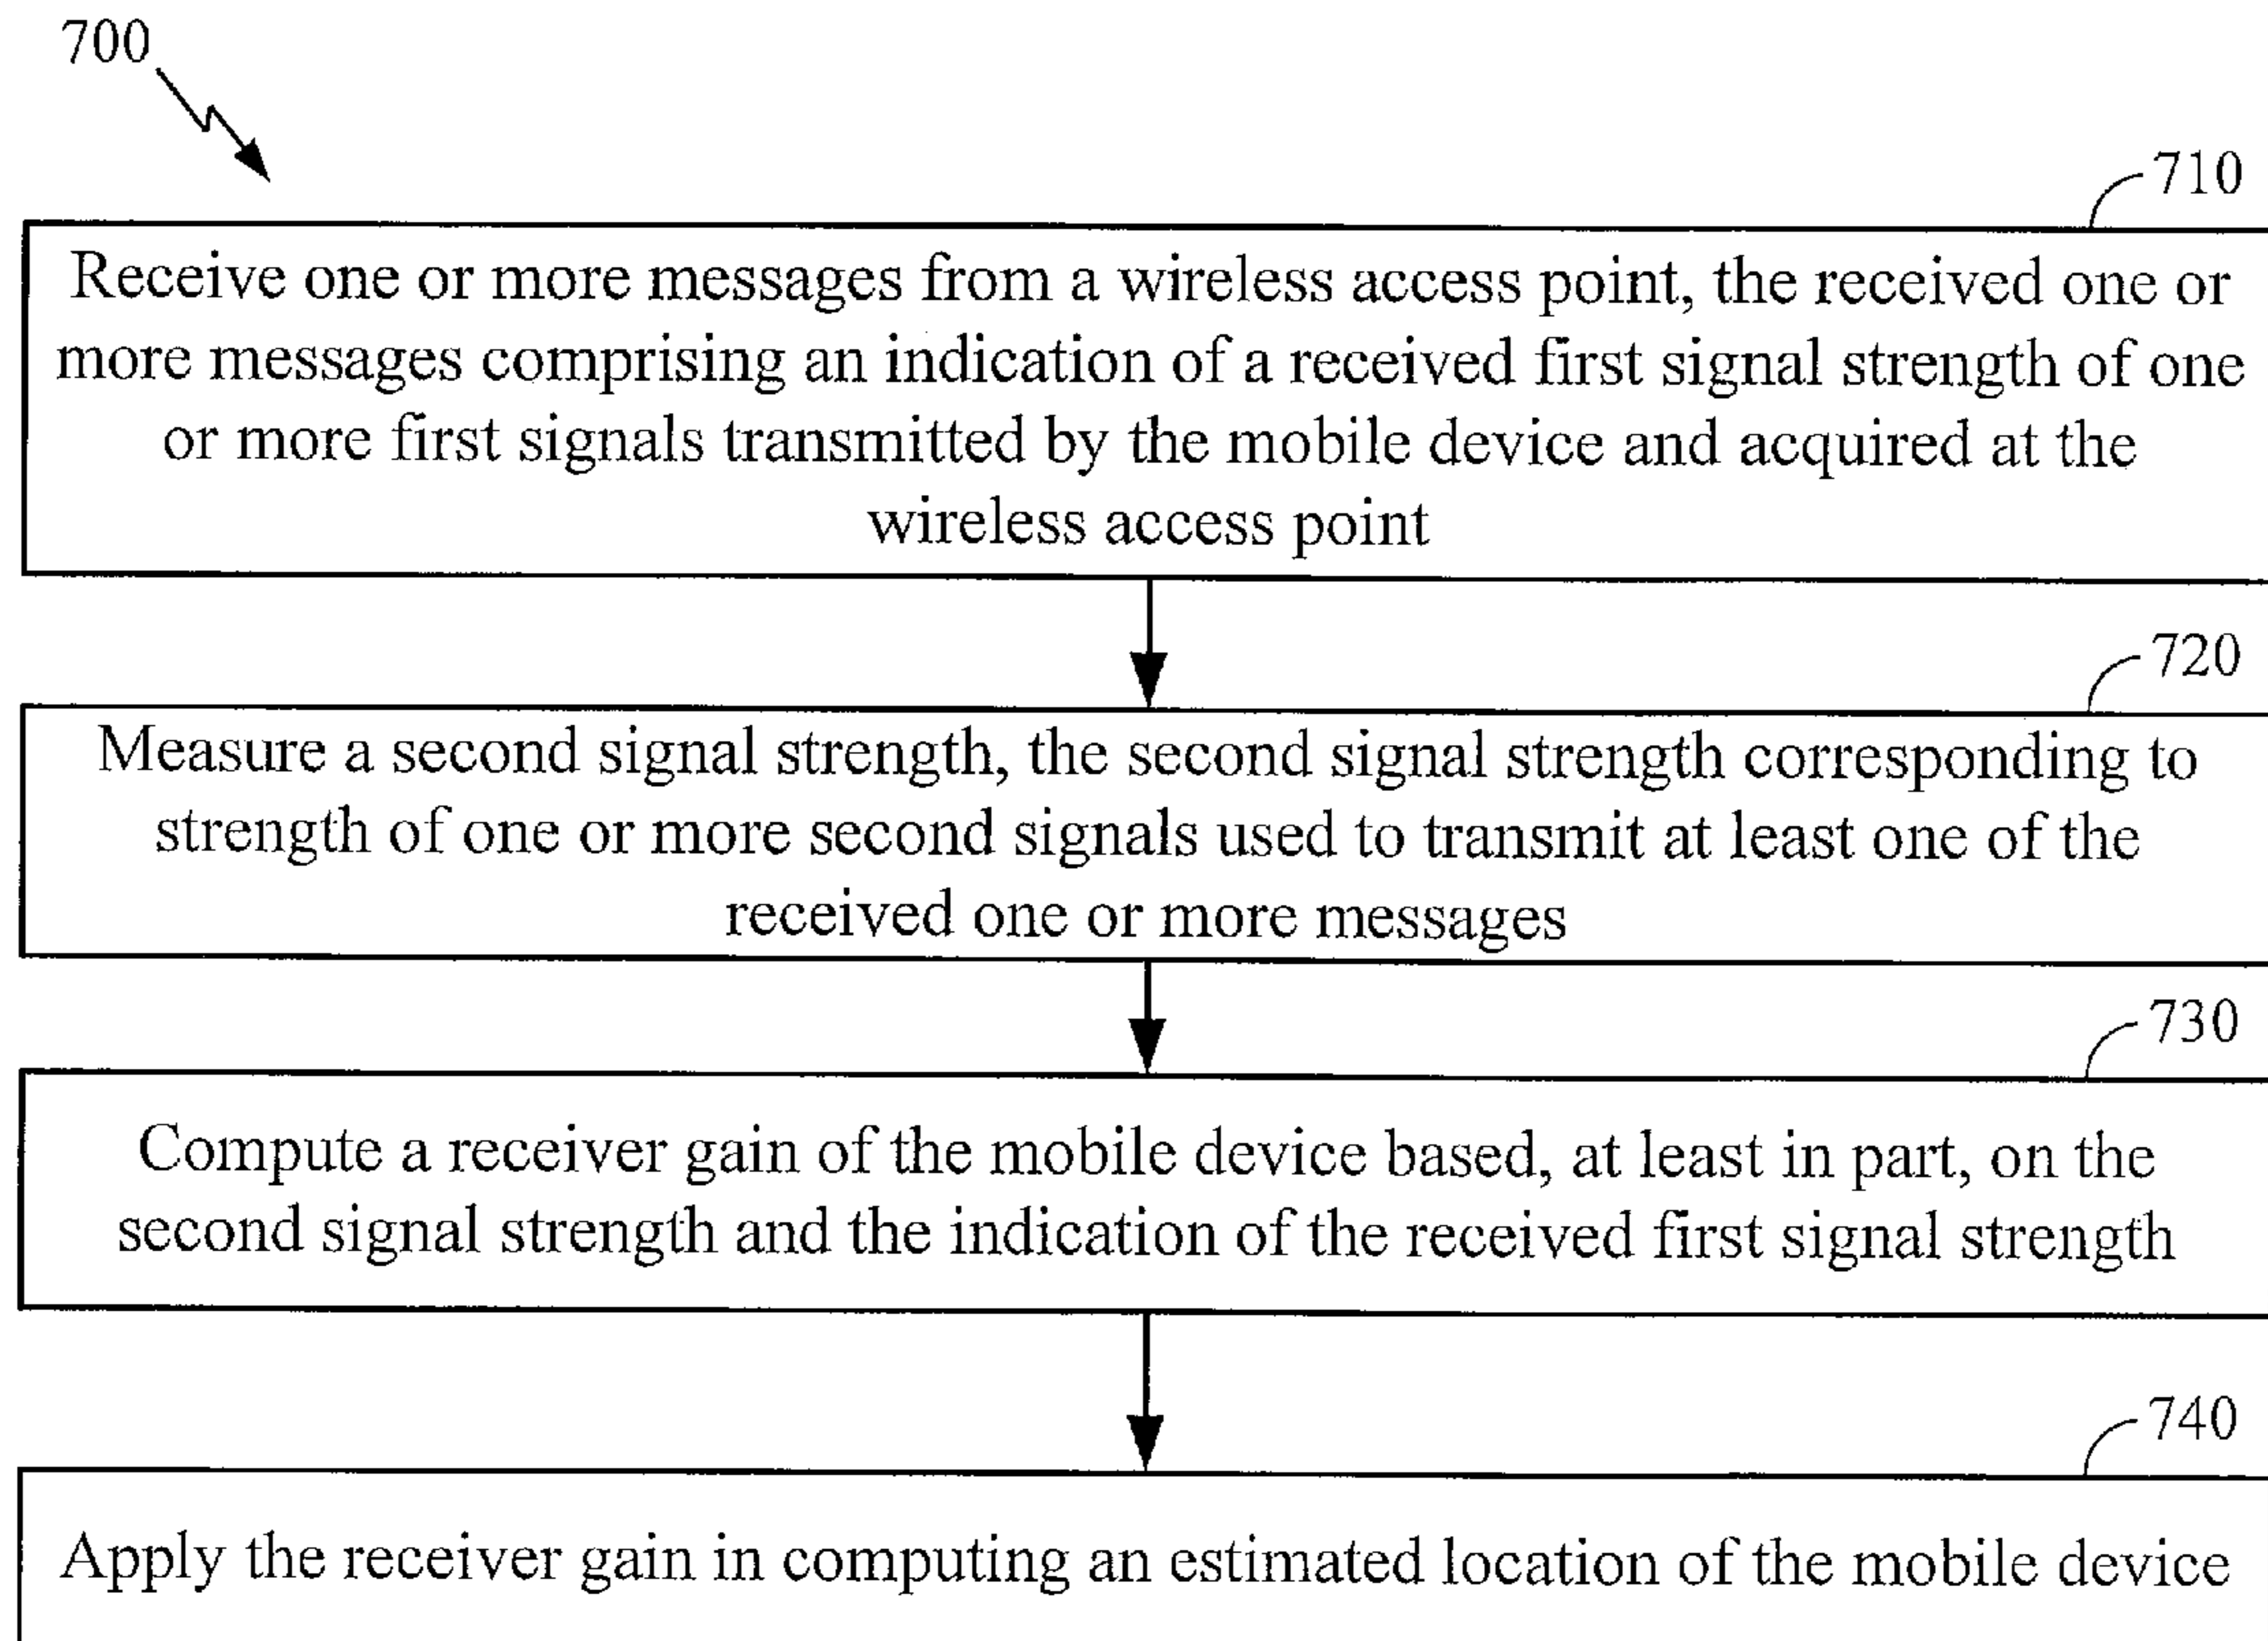 700
710
Receive one or more messages from a wireless access point, the received one or
more messages comprising an indication of a received first signal strength of one
or more first signals transmitted by the mobile device and acquired at the
wireless access point
720
Measure a second signal strength, the second signal strength corresponding to
strength of one or more second signals used to transmit at least one of the
received one or more messages
730
Compute a receiver gain of the mobile device based, at least in part, on the
second signal strength and the indication of the received first signal strength
740
Apply the receiver gain in computing an estimated location of the mobile device